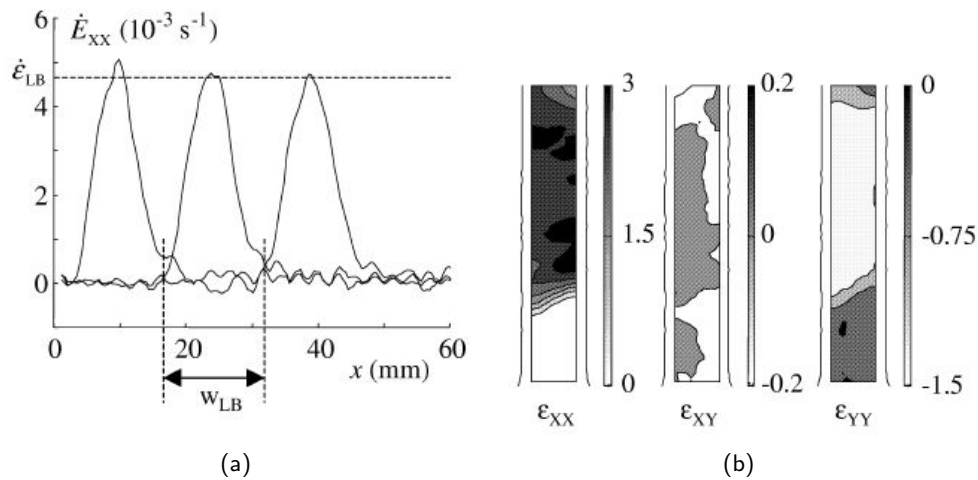 6
Ė_XX (10⁻³ s⁻¹)
ε̇_LB
4
2
0
0 20 40 60
x (mm)
w_LB
(a)
3
1.5
0
ε_XX
0.2
0
-0.2
ε_XY
0
-0.75
-1.5
ε_YY
(b)